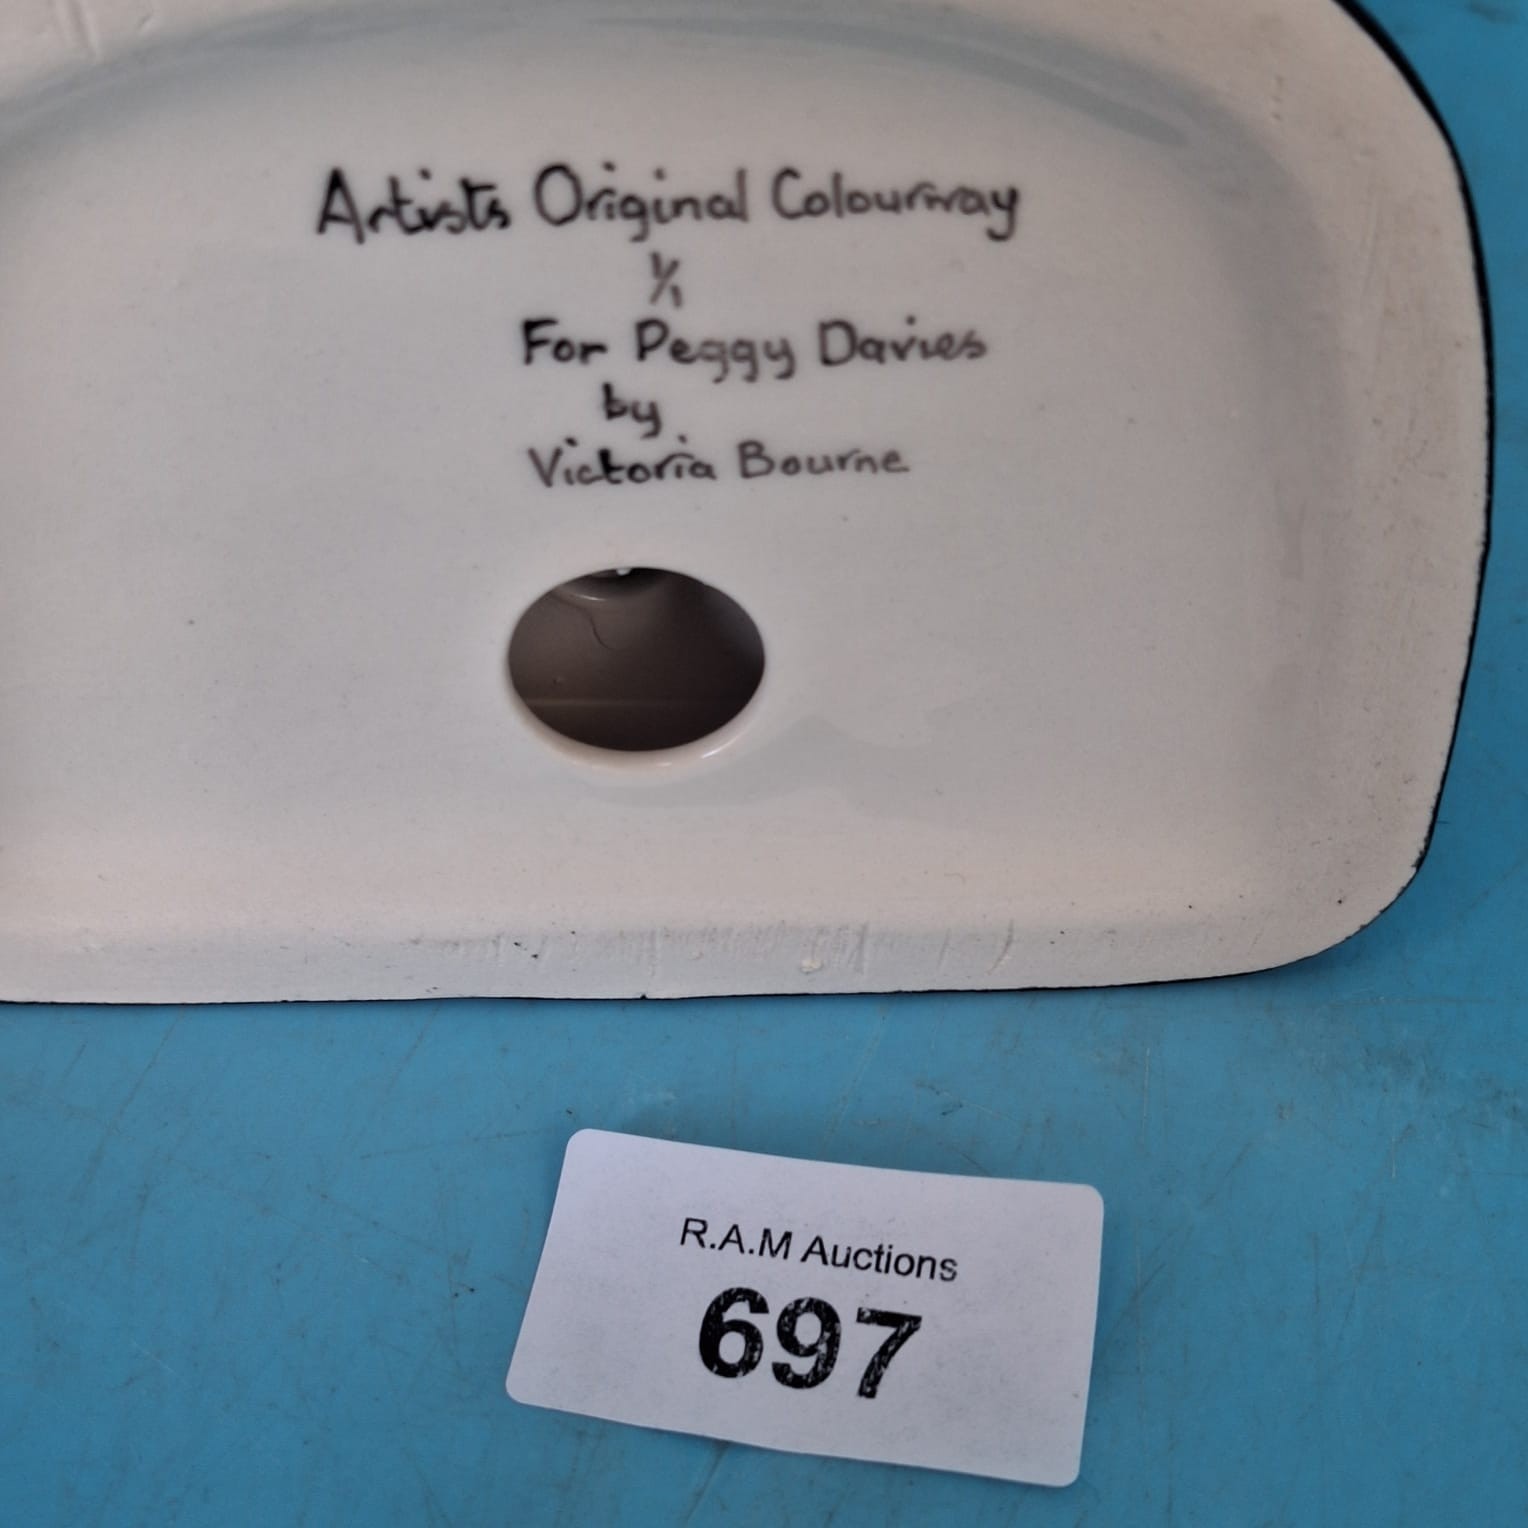 Artists Original Colourway
1/1
For Peggy Davies
by
Victoria Bourne
R.A.M Auctions
697